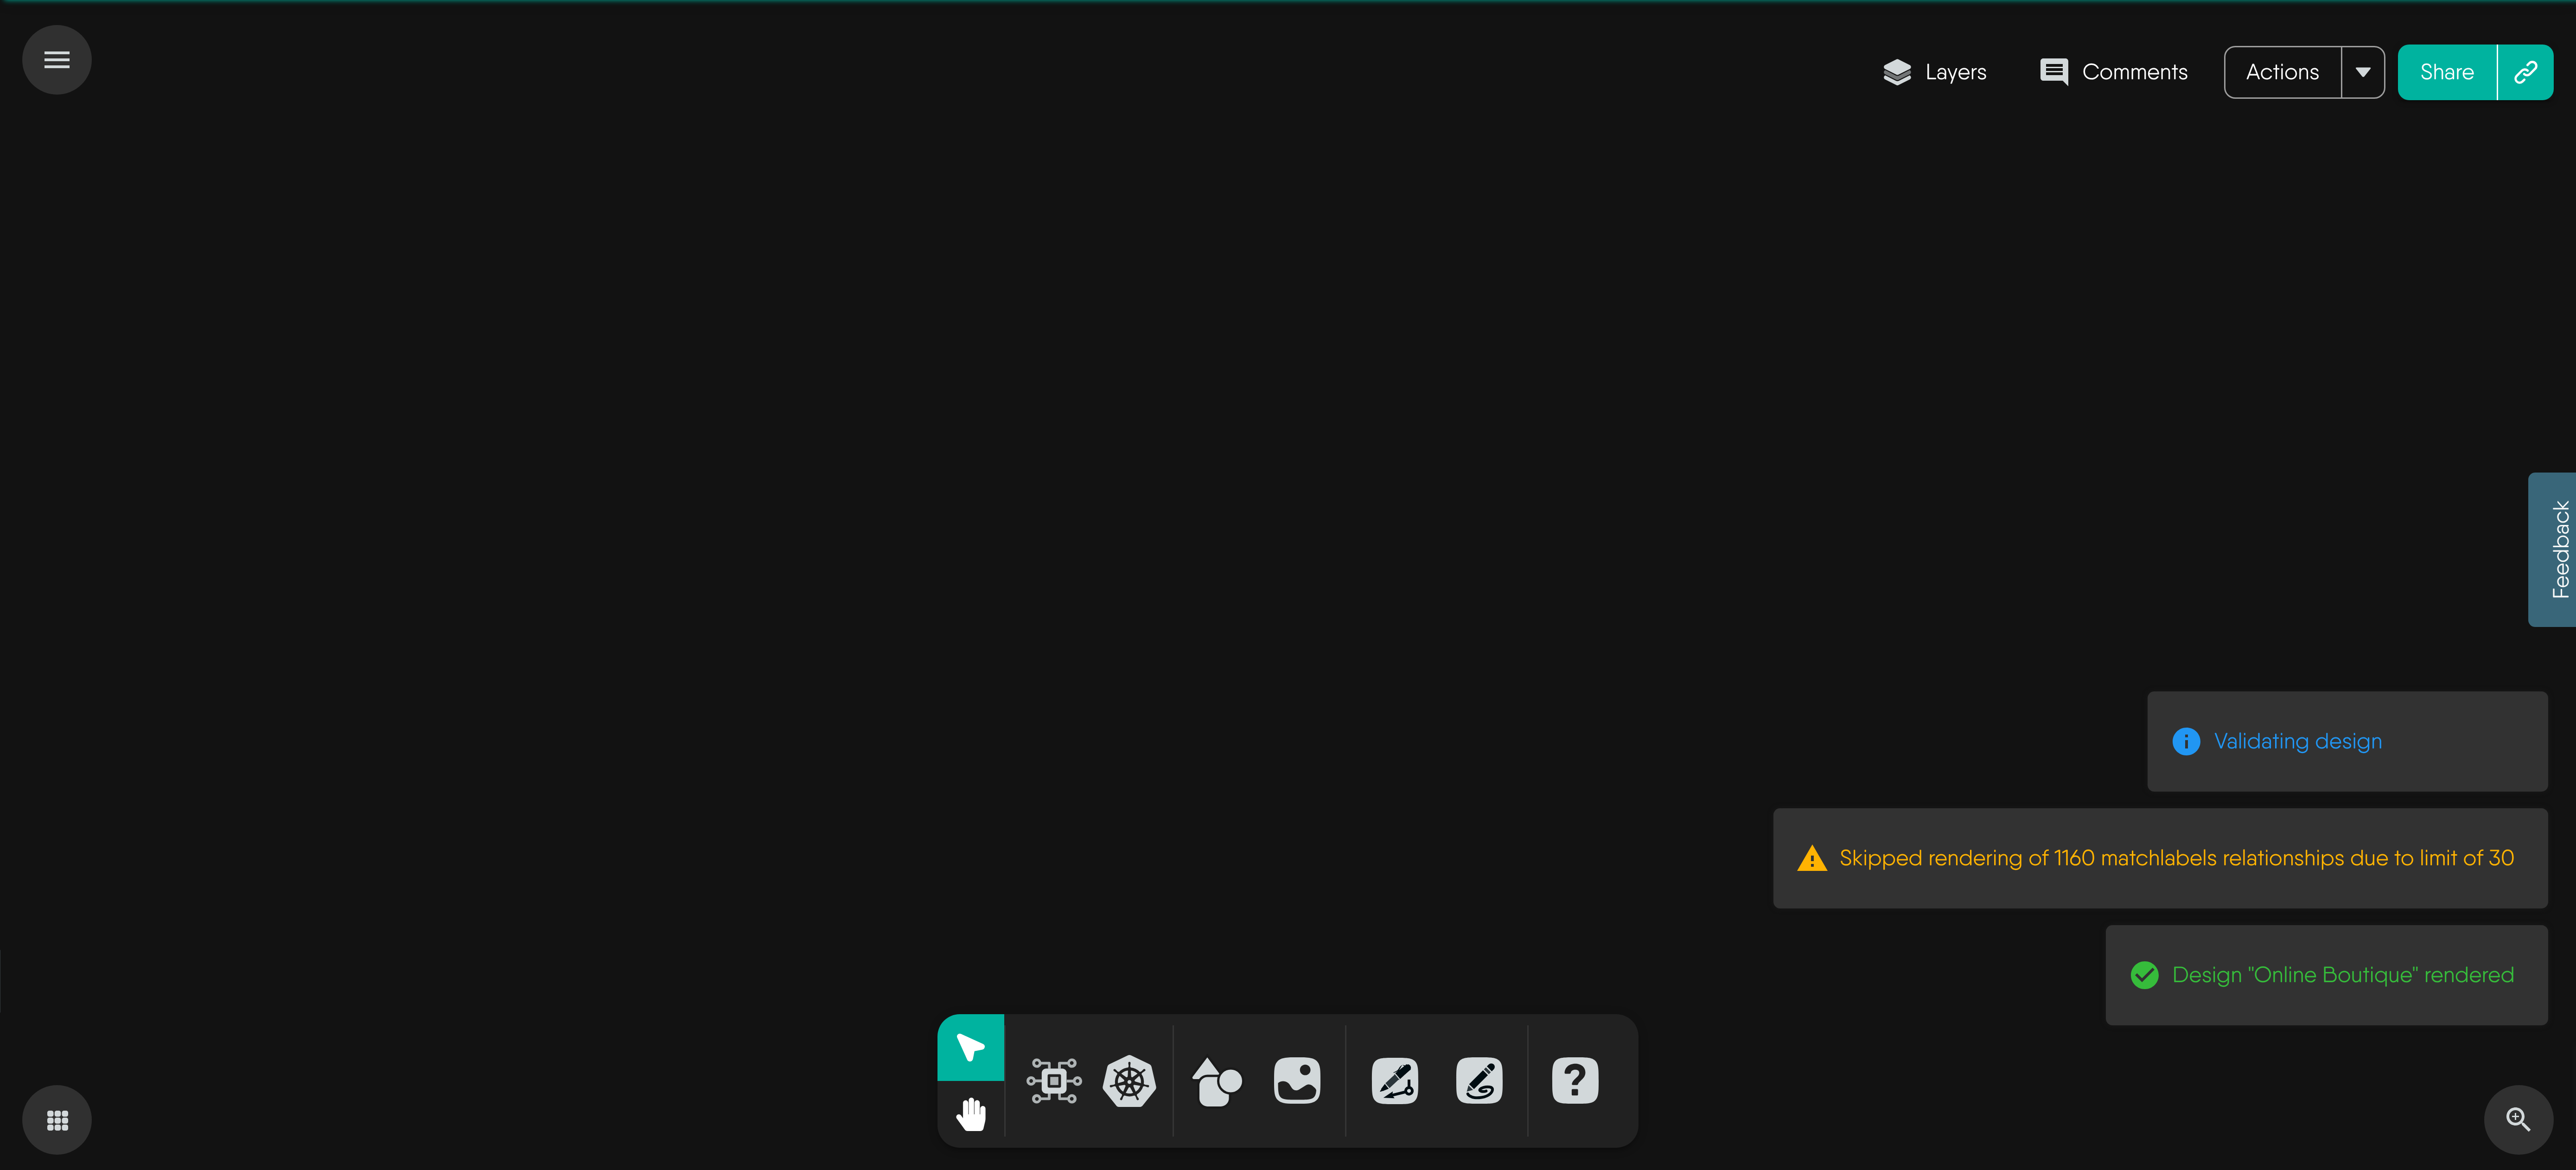 Layers
Comments
Actions
Share
Feedback
Validating design
Skipped rendering of 1160 matchlabels relationships due to limit of 30
Design "Online Boutique" rendered
?